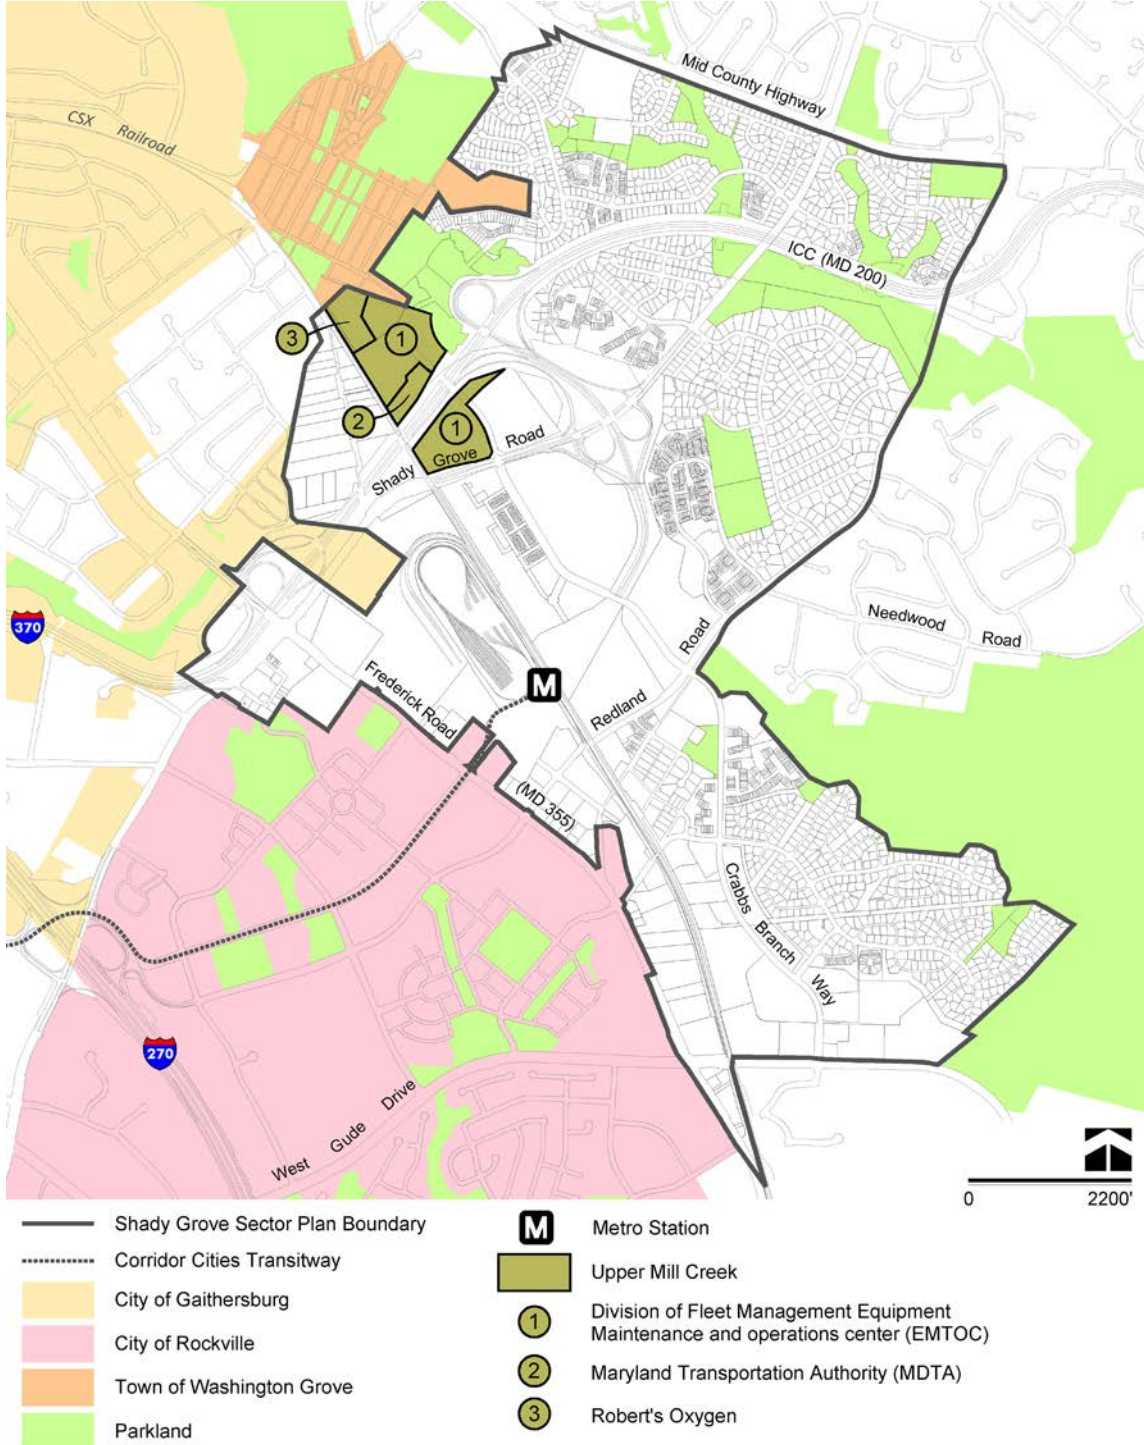 Mid County Highway
CSX Railroad
ICC (MD 200)
3
1
2
1
Shady Grove Road
370
Needwood Road
Redland Road
M
Frederick Road
(MD 355)
Crabbs Branch Way
270
West Gude Drive
0 2200'
Shady Grove Sector Plan Boundary
Corridor Cities Transitway
City of Gaithersburg
City of Rockville
Town of Washington Grove
Parkland
M Metro Station
Upper Mill Creek
1 Division of Fleet Management Equipment
Maintenance and operations center (EMTOC)
2 Maryland Transportation Authority (MDTA)
3 Robert's Oxygen